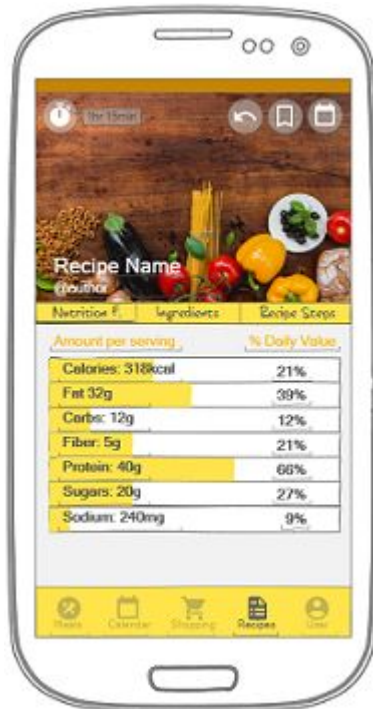 1hr 15min
Recipe Name
@author
Nutrition F. Ingredients Recipe Steps
Amount per serving % Daily Value
Calories: 318kcal 21%
Fat 32g 39%
Carbs: 12g 12%
Fiber: 5g 21%
Protein: 40g 66%
Sugars: 20g 27%
Sodium: 240mg 9%
Meals Calendar Shopping Recipes User